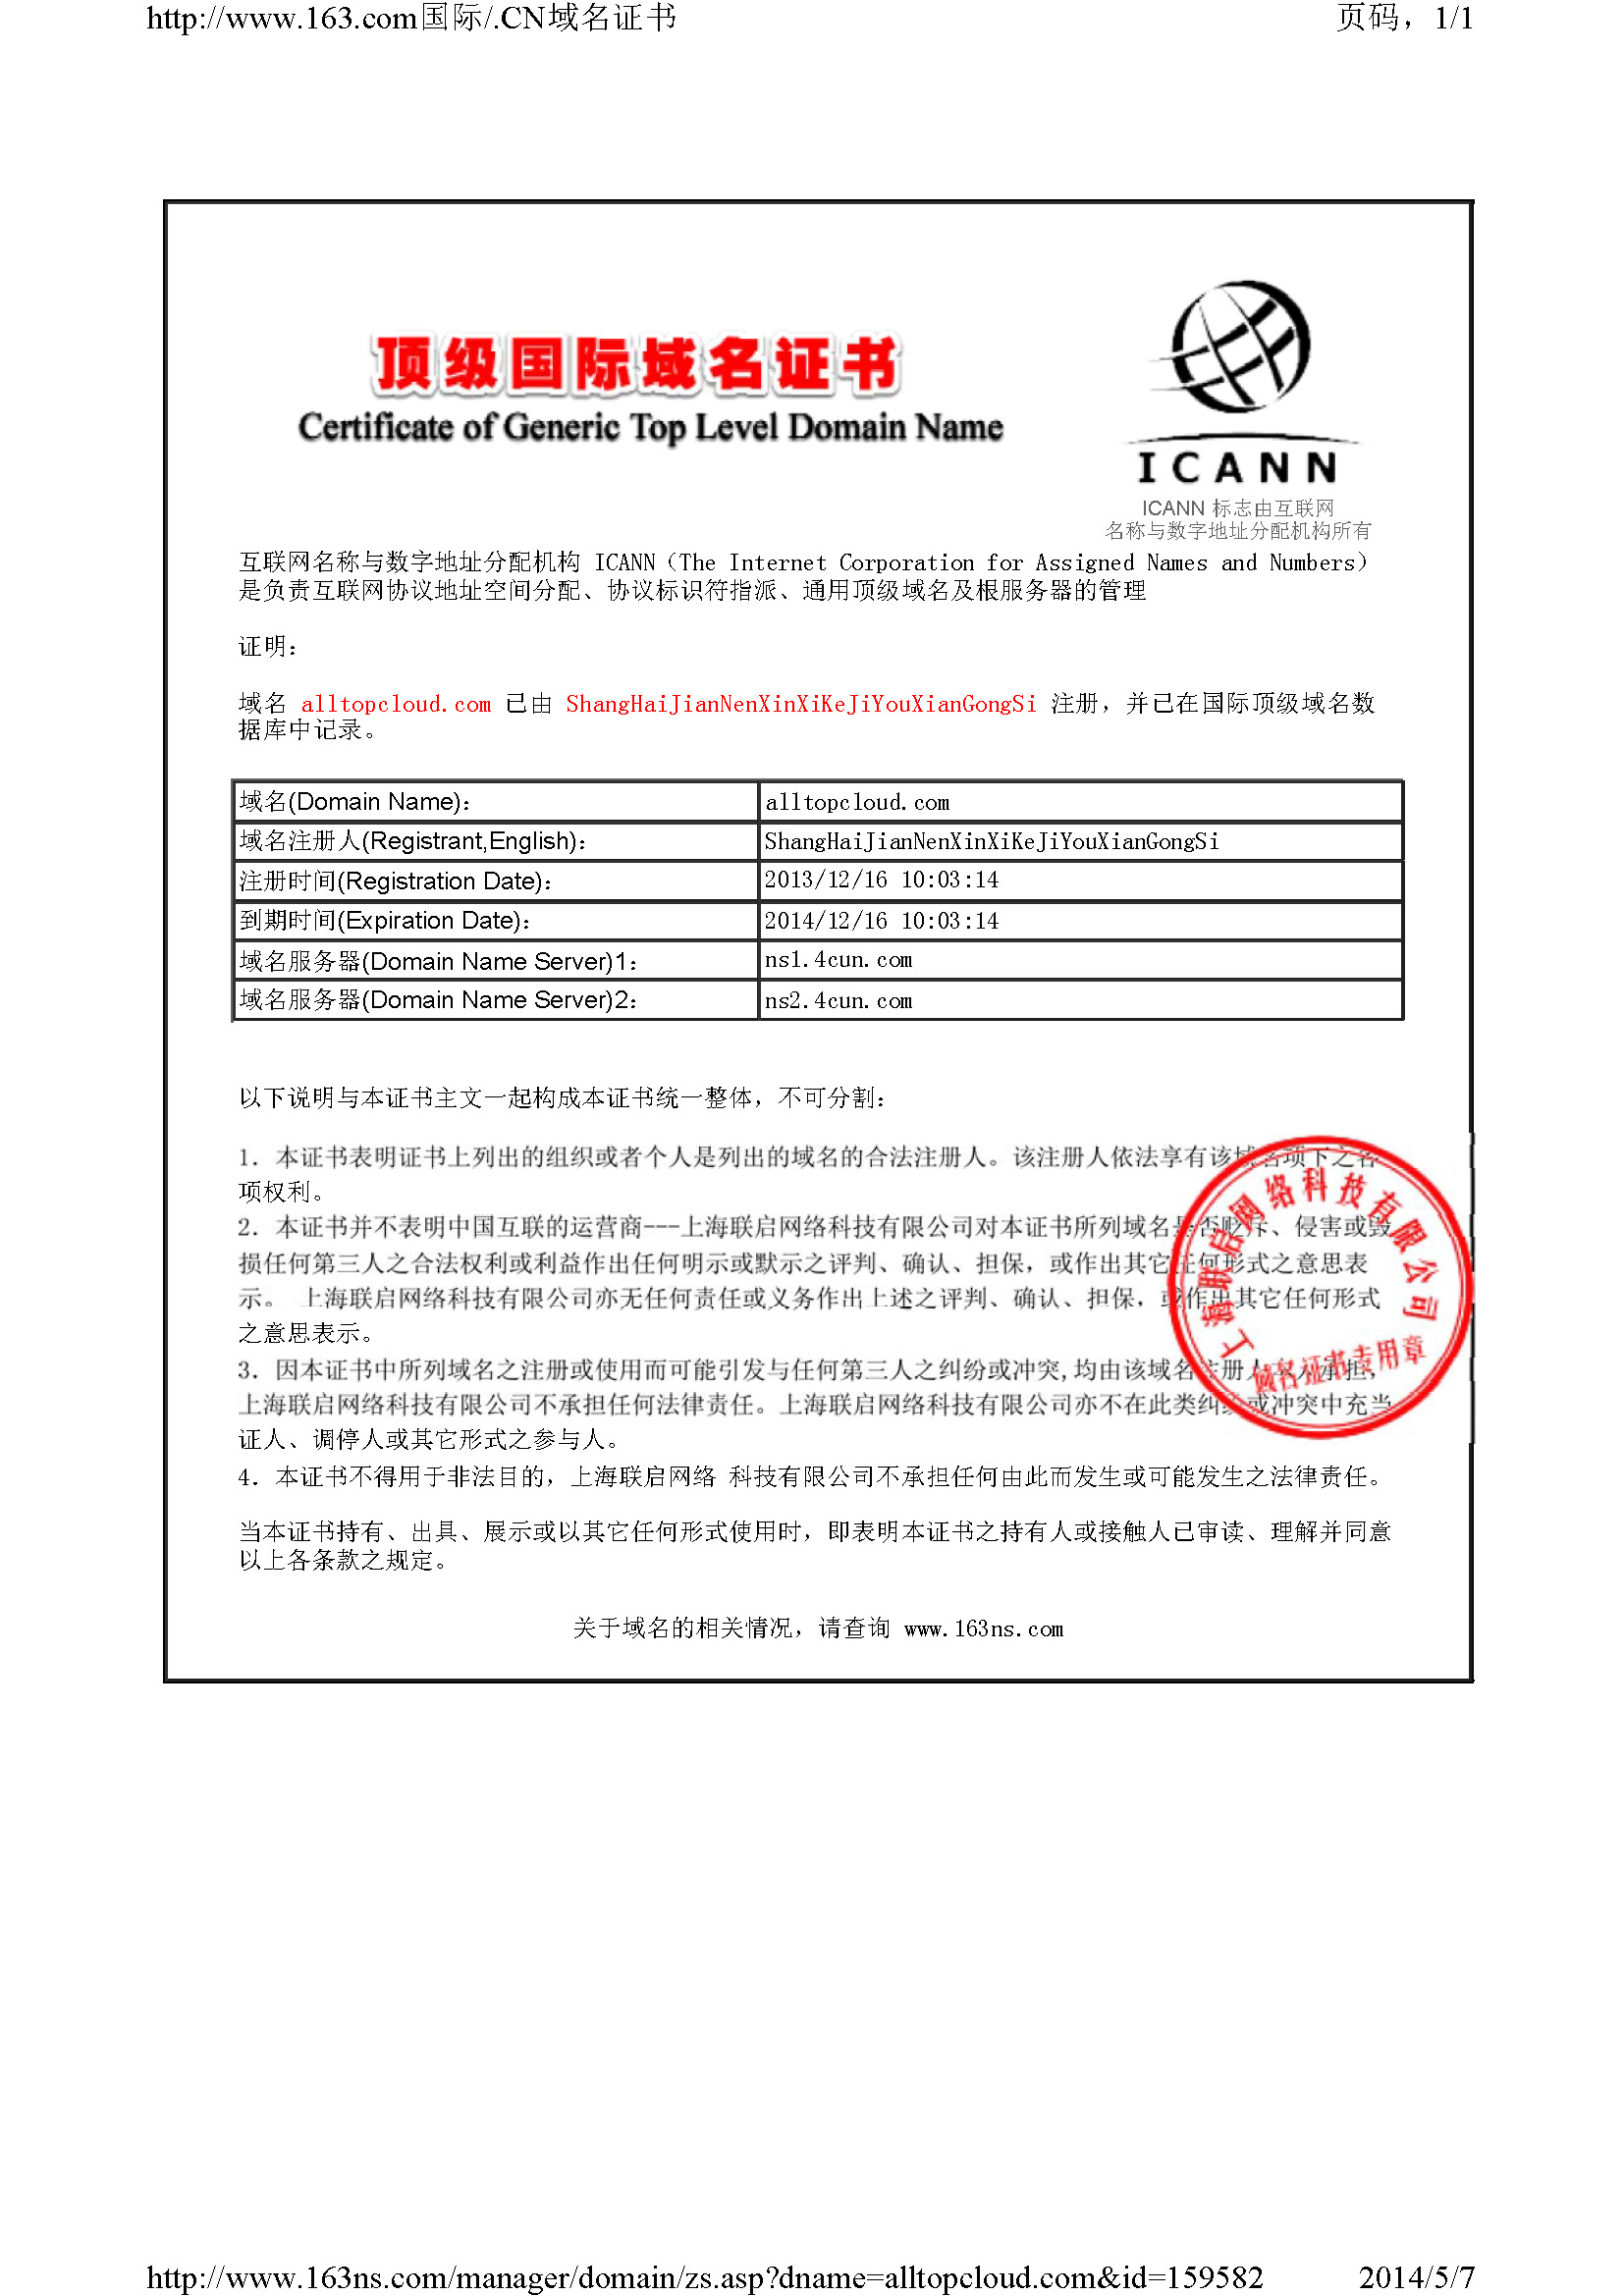 http://www.163.com国际/.CN域名证书
页码，1/1
顶级国际域名证书
Certificate of Generic Top Level Domain Name
ICANN
ICANN 标志由互联网
名称与数字地址分配机构所有
互联网名称与数字地址分配机构 ICANN（The Internet Corporation for Assigned Names and Numbers）
是负责互联网协议地址空间分配、协议标识符指派、通用顶级域名及根服务器的管理
证明：
域名 alltopcloud.com 已由 ShangHaiJianNenXinXiKeJiYouXianGongSi 注册，并已在国际顶级域名数
据库中记录。
域名(Domain Name)： alltopcloud.com
域名注册人(Registrant,English)： ShangHaiJianNenXinXiKeJiYouXianGongSi
注册时间(Registration Date)： 2013/12/16 10:03:14
到期时间(Expiration Date)： 2014/12/16 10:03:14
域名服务器(Domain Name Server)1： ns1.4cun.com
域名服务器(Domain Name Server)2： ns2.4cun.com
以下说明与本证书主文一起构成本证书统一整体，不可分割：
1．本证书表明证书上列出的组织或者个人是列出的域名的合法注册人。该注册人依法享有该域名项下之各
项权利。
2．本证书并不表明中国互联的运营商---上海联启网络科技有限公司对本证书所列域名是否贬斥、侵害或毁
损任何第三人之合法权利或利益作出任何明示或默示之评判、确认、担保，或作出其它任何形式之意思表
示。 上海联启网络科技有限公司亦无任何责任或义务作出上述之评判、确认、担保，或作出其它任何形式
之意思表示。
3．因本证书中所列域名之注册或使用而可能引发与任何第三人之纠纷或冲突,均由该域名注册人本人承担，
上海联启网络科技有限公司不承担任何法律责任。上海联启网络科技有限公司亦不在此类纠纷或冲突中充当
证人、调停人或其它形式之参与人。
4．本证书不得用于非法目的，上海联启网络 科技有限公司不承担任何由此而发生或可能发生之法律责任。
上海联启网络科技有限公司
域名证书专用章
当本证书持有、出具、展示或以其它任何形式使用时，即表明本证书之持有人或接触人已审读、理解并同意
以上各条款之规定。
关于域名的相关情况，请查询 www.163ns.com
http://www.163ns.com/manager/domain/zs.asp?dname=alltopcloud.com&id=159582
2014/5/7